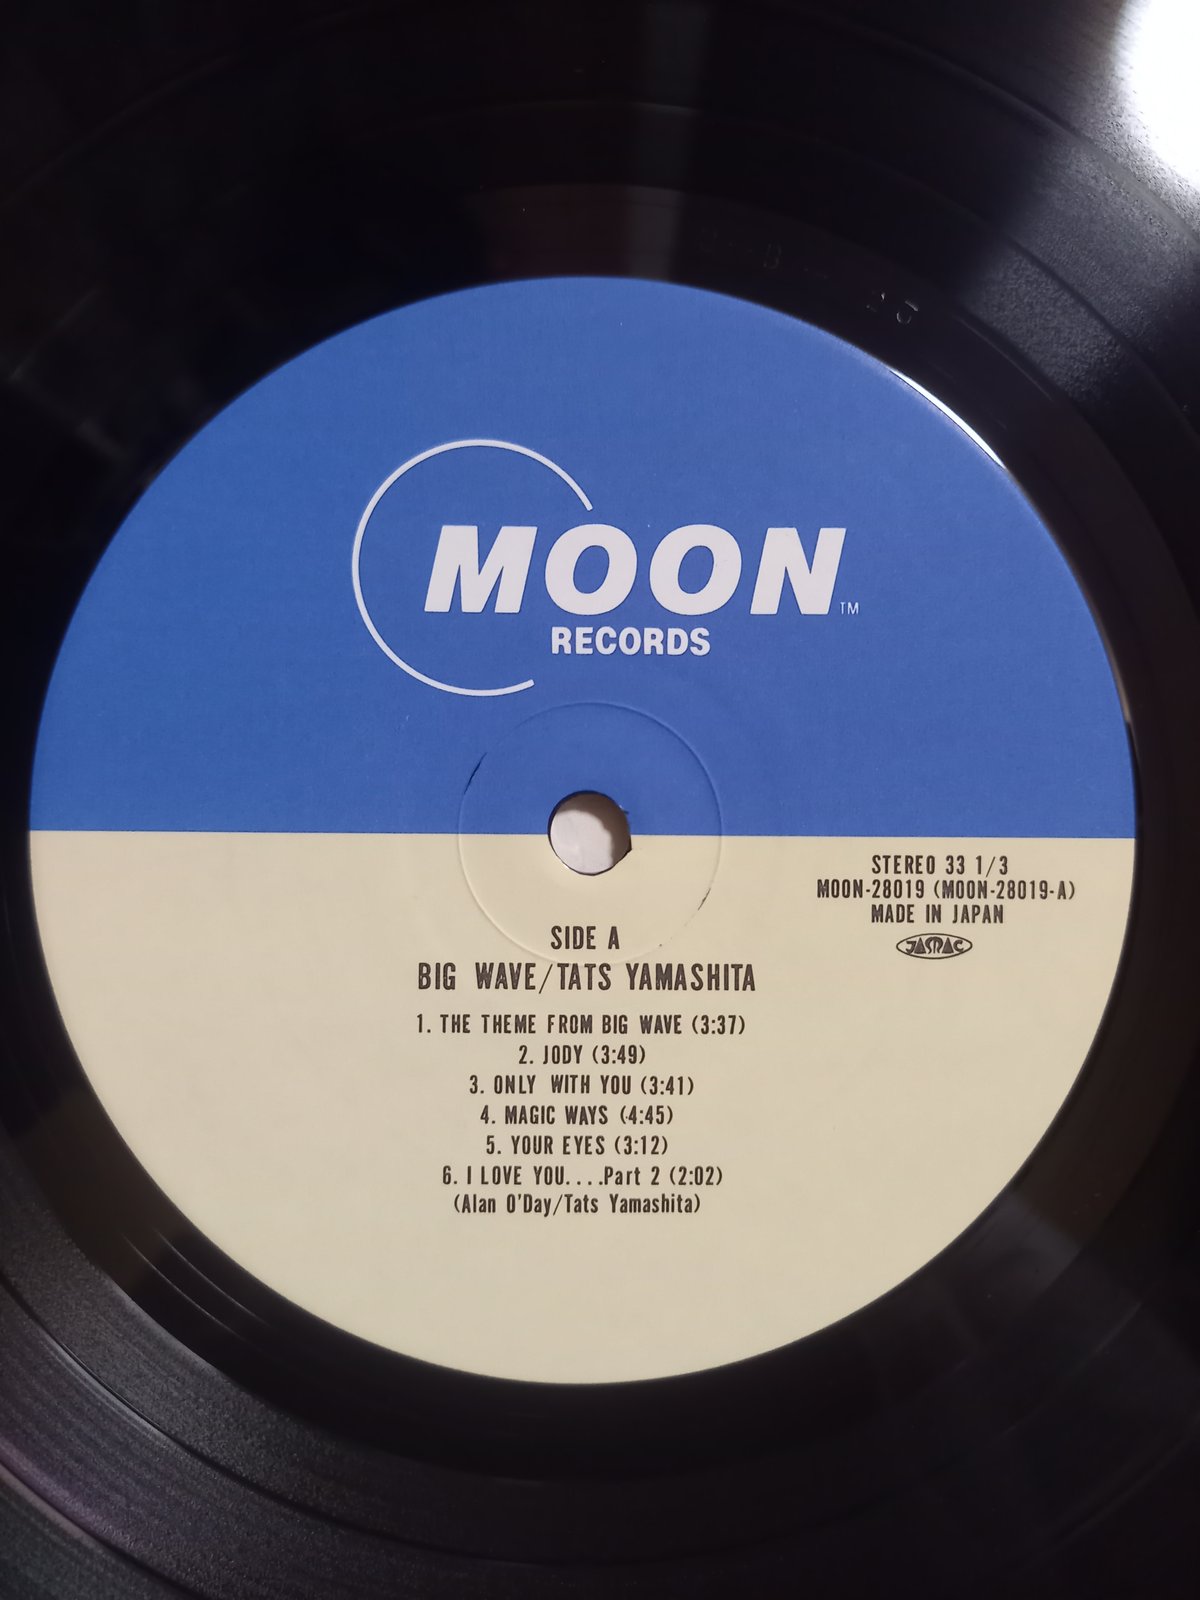 MOON™
RECORDS
STEREO 33 1/3
MOON-28019 (MOON-28019-A)
MADE IN JAPAN
JASRAC
SIDE A
BIG WAVE/TATS YAMASHITA
1. THE THEME FROM BIG WAVE (3:37)
2. JODY (3:49)
3. ONLY WITH YOU (3:41)
4. MAGIC WAYS (4:45)
5. YOUR EYES (3:12)
6. I LOVE YOU....Part 2 (2:02)
(Alan O'Day/Tats Yamashita)